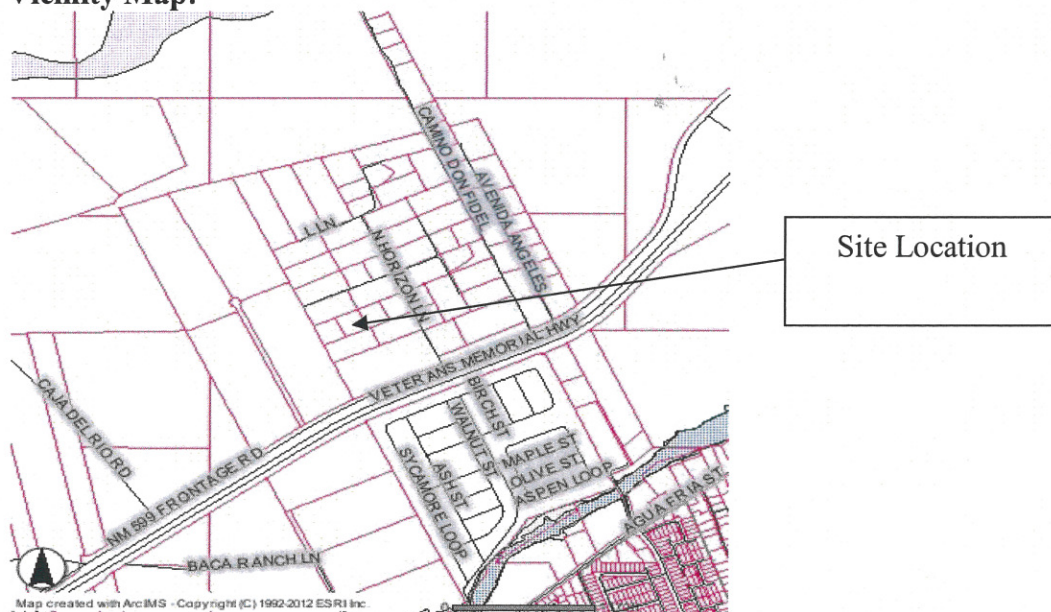 Vicinity Map:
CAMINO DON FIDEL
AVENIDA ANGELES
L LN
N HORIZON LN
Site Location
VETERANS MEMORIAL HWY
CAJA DEL RIO RD
BIRCH ST
WALNUT ST
MAPLE ST
OLIVE ST
ASPEN LOOP
ASH ST
SYCAMORE LOOP
AGUA FRIA ST
NM 599 FRONTAGE RD
BACA RANCH LN
Map created with ArcIMS - Copyright (C) 1992-2012 ESRI Inc.